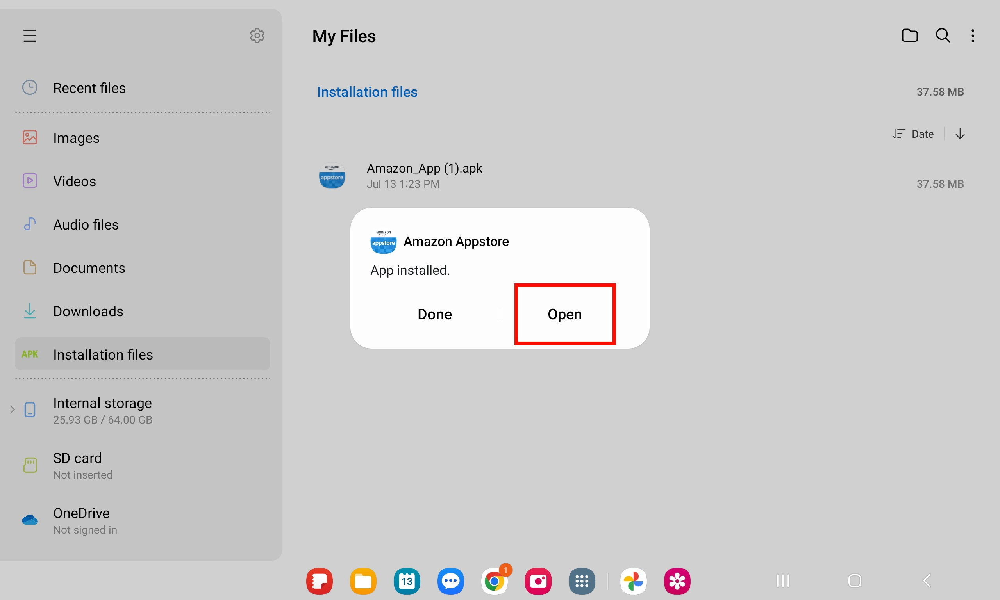 My Files
Recent files
Images
Videos
Audio files
Documents
Downloads
APK Installation files
Internal storage
25.93 GB / 64.00 GB
SD card
Not inserted
OneDrive
Not signed in
Installation files 37.58 MB
Date
amazon
appstore
Amazon_App (1).apk
Jul 13 1:23 PM 37.58 MB
amazon
appstore
Amazon Appstore
App installed.
Done Open
13
1